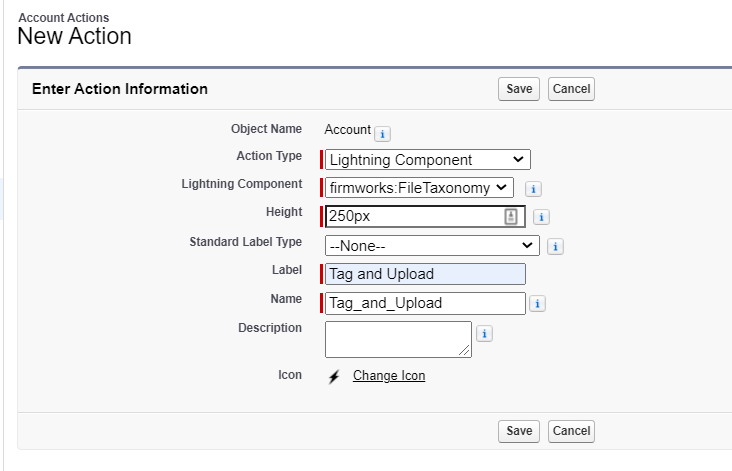 Account Actions
New Action
Enter Action Information Save Cancel
Object Name Account i
Action Type Lightning Component
Lightning Component firmworks:FileTaxonomy i
Height 250px i
Standard Label Type --None-- i
Label Tag and Upload
Name Tag_and_Upload i
Description i
Icon Change Icon
Save Cancel